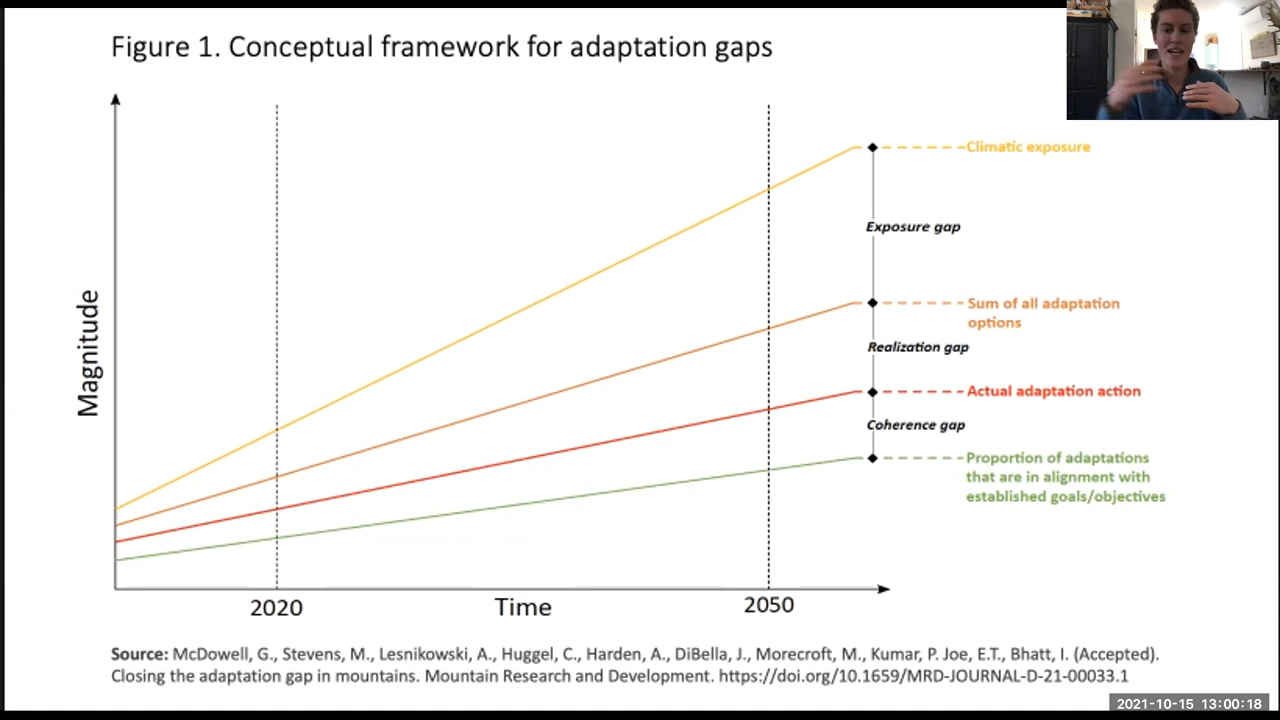 Figure 1. Conceptual framework for adaptation gaps
Climatic exposure
Exposure gap
Sum of all adaptation
options
Realization gap
Actual adaptation action
Coherence gap
Proportion of adaptations
that are in alignment with
established goals/objectives
Magnitude
2020
Time
2050
Source: McDowell, G., Stevens, M., Lesnikowski, A., Huggel, C., Harden, A., DiBella, J., Morecroft, M., Kumar, P. Joe, E.T., Bhatt, I. (Accepted).
Closing the adaptation gap in mountains. Mountain Research and Development. https://doi.org/10.1659/MRD-JOURNAL-D-21-00033.1
2021-10-15 13:00:18